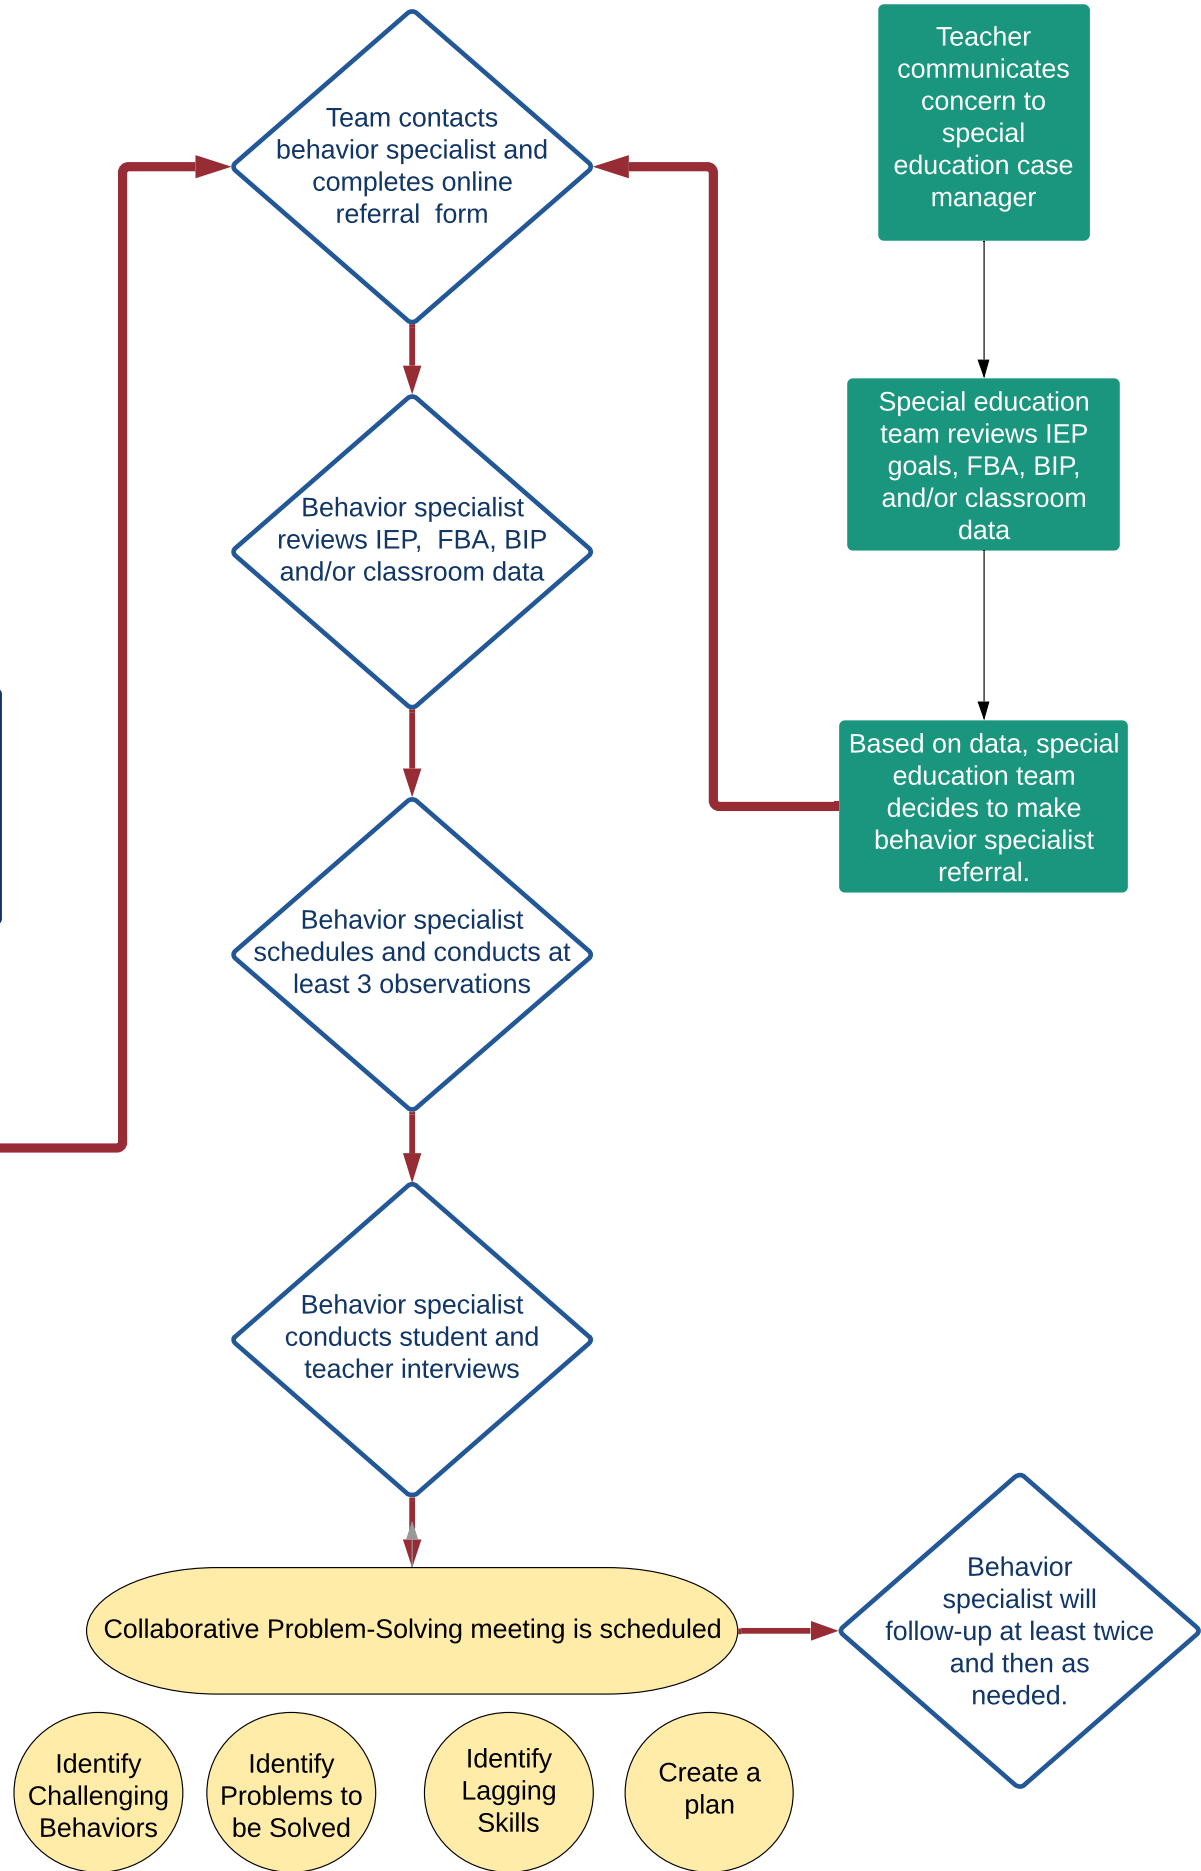 Team contacts
behavior specialist and
completes online
referral  form
Teacher
communicates
concern to
special
education case
manager
Special education
team reviews IEP
goals, FBA, BIP,
and/or classroom
data
Based on data, special
education team
decides to make
behavior specialist
referral.
Behavior specialist
reviews IEP,  FBA, BIP
and/or classroom data
Behavior specialist
schedules and conducts at
least 3 observations
Behavior specialist
conducts student and
teacher interviews
Collaborative Problem-Solving meeting is scheduled
Behavior
specialist will
follow-up at least twice
and then as
needed.
Identify
Challenging
Behaviors
Identify
Problems to
be Solved
Identify
Lagging
Skills
Create a
plan